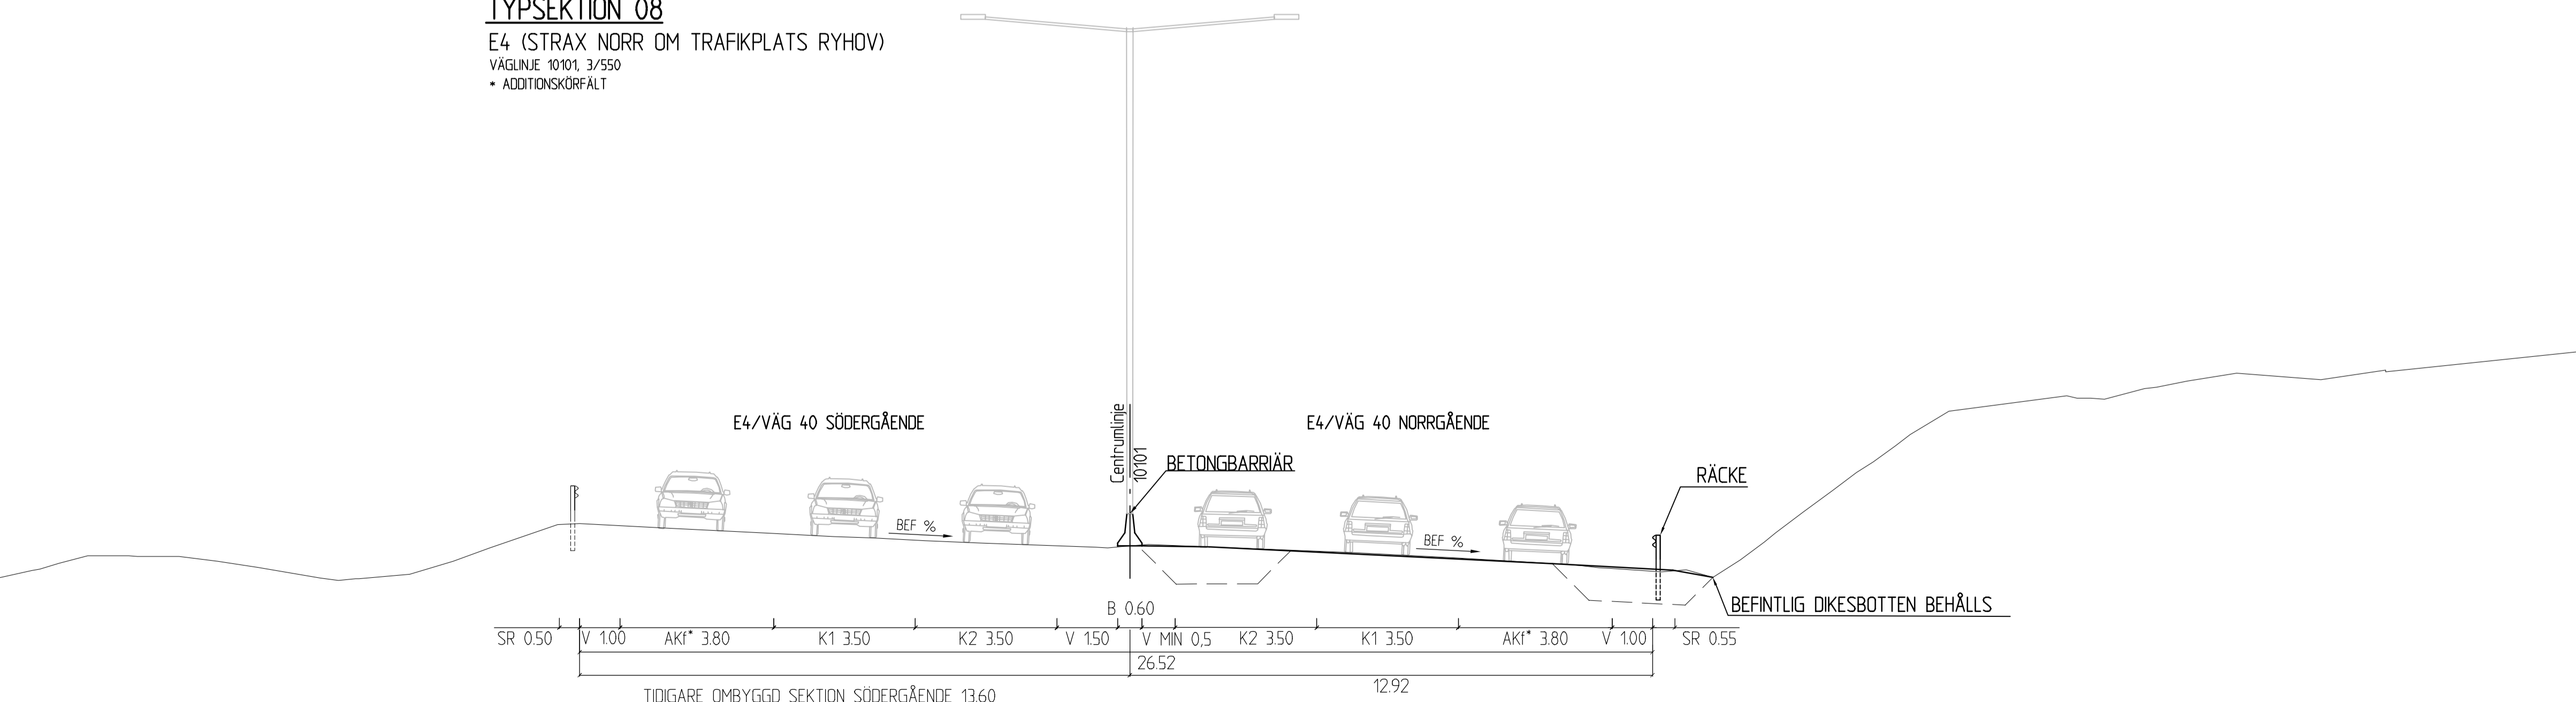 TYPSEKTION 08
E4 (STRAX NORR OM TRAFIKPLATS RYHOV)
VÄGLINJE 10101, 3/550
* ADDITIONSKÖRFÄLT
E4/VÄG 40 SÖDERGÅENDE
Centrumlinje
10101
E4/VÄG 40 NORRGÅENDE
BETONGBARRIÄR
RÄCKE
BEF %
BEF %
BEFINTLIG DIKESBOTTEN BEHÅLLS
B 0.60
SR 0.50 V 1.00 AKf* 3.80 K1 3.50 K2 3.50 V 1.50 V MIN 0,5 K2 3.50 K1 3.50 AKf* 3.80 V 1.00 SR 0.55
26.52
12.92
TIDIGARE OMBYGGD SEKTION SÖDERGÅENDE 13.60